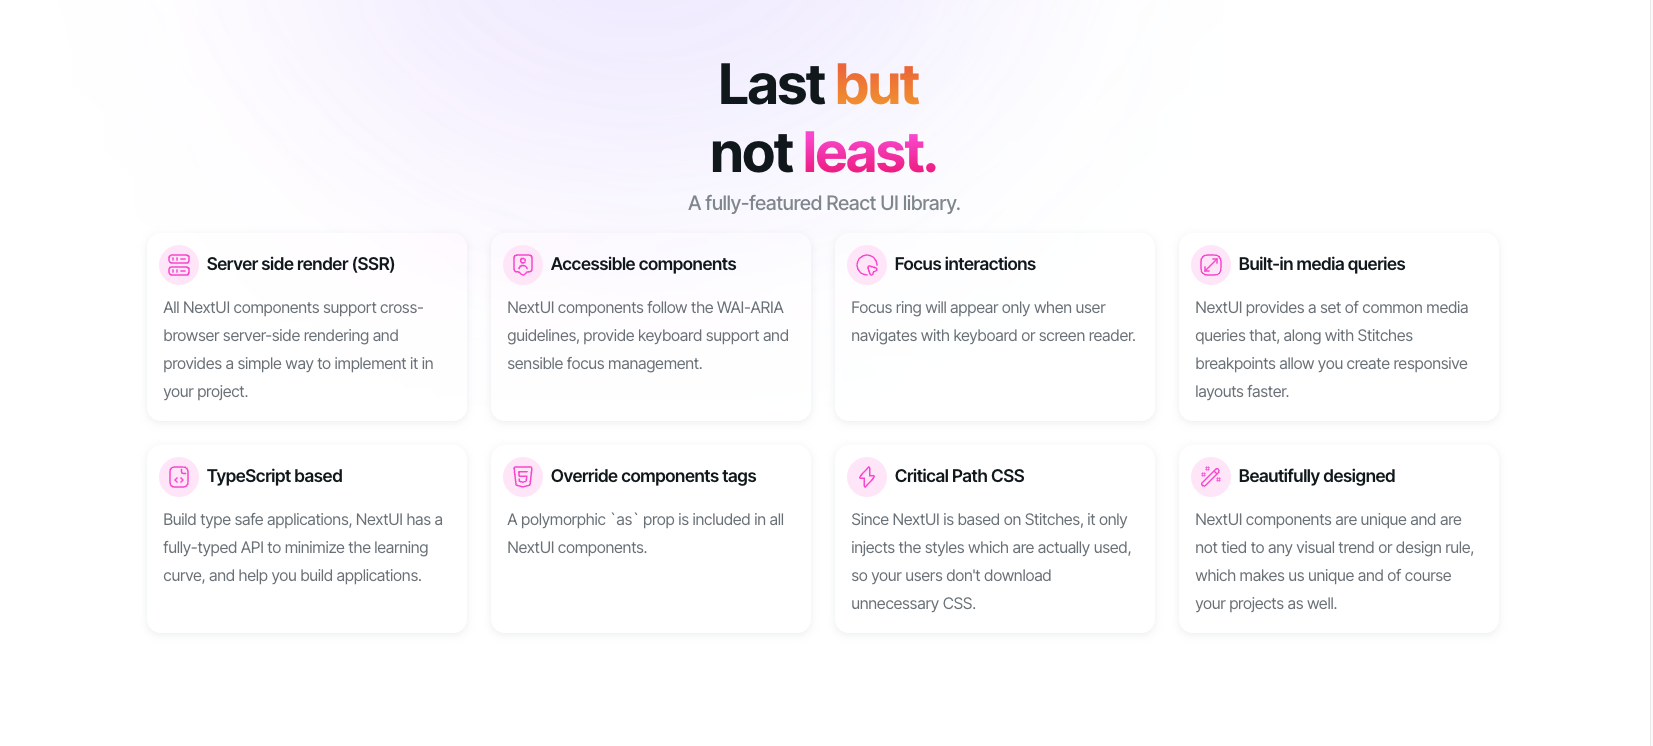 Last but
not least.
A fully-featured React UI library.
Server side render (SSR)
All NextUI components support cross-
browser server-side rendering and
provides a simple way to implement it in
your project.
Accessible components
NextUI components follow the WAI-ARIA
guidelines, provide keyboard support and
sensible focus management.
Focus interactions
Focus ring will appear only when user
navigates with keyboard or screen reader.
Built-in media queries
NextUI provides a set of common media
queries that, along with Stitches
breakpoints allow you create responsive
layouts faster.
TypeScript based
Build type safe applications, NextUI has a
fully-typed API to minimize the learning
curve, and help you build applications.
Override components tags
A polymorphic `as` prop is included in all
NextUI components.
Critical Path CSS
Since NextUI is based on Stitches, it only
injects the styles which are actually used,
so your users don't download
unnecessary CSS.
Beautifully designed
NextUI components are unique and are
not tied to any visual trend or design rule,
which makes us unique and of course
your projects as well.